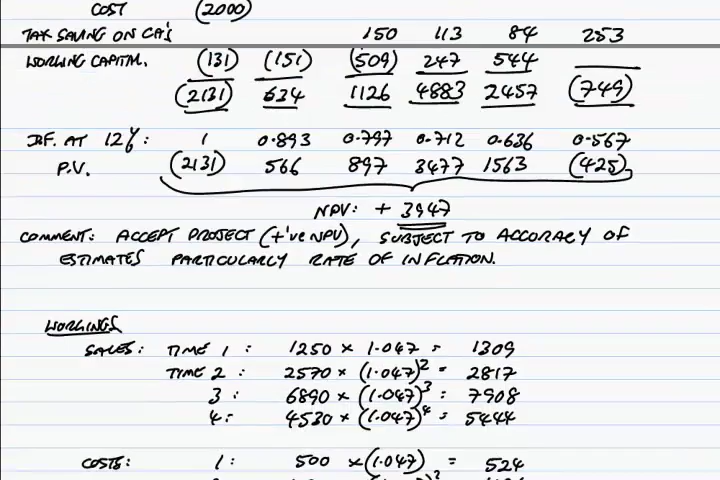 COST (2000)
TAX SAVING ON CA'S 150 113 84 253
WORKING CAPITAL. (131) (151) (509) 247 544
(2131) 634 1126 4883 2457 (749)
D.F. AT 12%: 1 0.893 0.797 0.712 0.636 0.567
P.V. (2131) 566 897 3477 1563 (425)
NPV: + 3947
COMMENT: ACCEPT PROJECT (+'ve NPV), SUBJECT TO ACCURACY OF
ESTIMATES PARTICULARLY RATE OF INFLATION.
WORKINGS
SALES: TIME 1: 1250 × 1.047 = 1309
TIME 2: 2570 × (1.047)² = 2817
3: 6890 × (1.047)³ = 7908
4: 4530 × (1.047)⁴ = 5444
COSTS: 1: 500 × (1.047) = 524